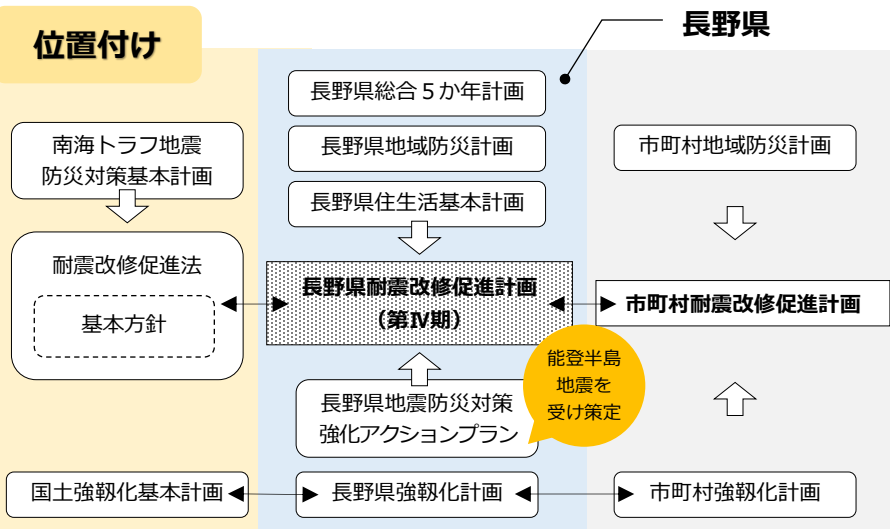 位置付け
長野県
南海トラフ地震
防災対策基本計画
耐震改修促進法
基本方針
国土強靱化基本計画
長野県総合５か年計画
長野県地域防災計画
長野県住生活基本計画
長野県耐震改修促進計画
（第Ⅳ期）
能登半島
地震を
受け策定
長野県地震防災対策
強化アクションプラン
長野県強靱化計画
市町村地域防災計画
市町村耐震改修促進計画
市町村強靱化計画